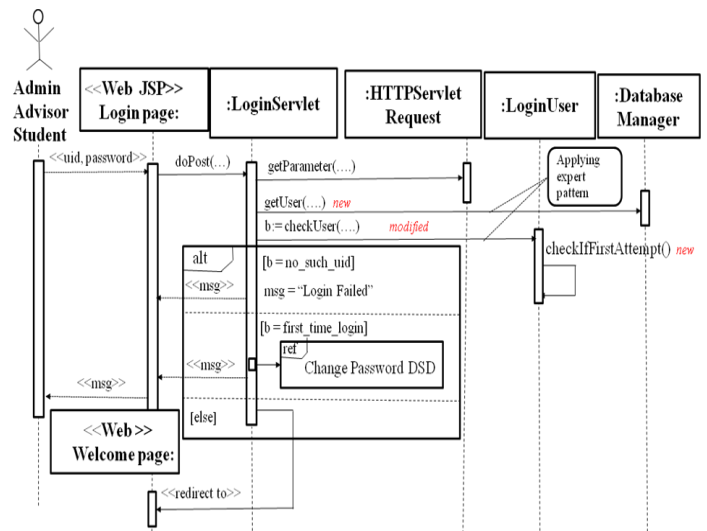 Admin
Advisor
Student
<<Web JSP>>
Login page:
:LoginServlet
:HTTPServlet
Request
:LoginUser
:Database
Manager
<<uid, password>>
doPost(…)
getParameter(….)
Applying
expert
pattern
getUser(….) new
b:=checkUser(….) modified
checkIfFirstAttempt() new
alt
[b = no_such_uid]
<<msg>>
msg = "Login Failed"
[b = first_time_login]
ref
Change Password DSD
<<msg>>
<<msg>>
[else]
<<Web >>
Welcome page:
<<redirect to>>